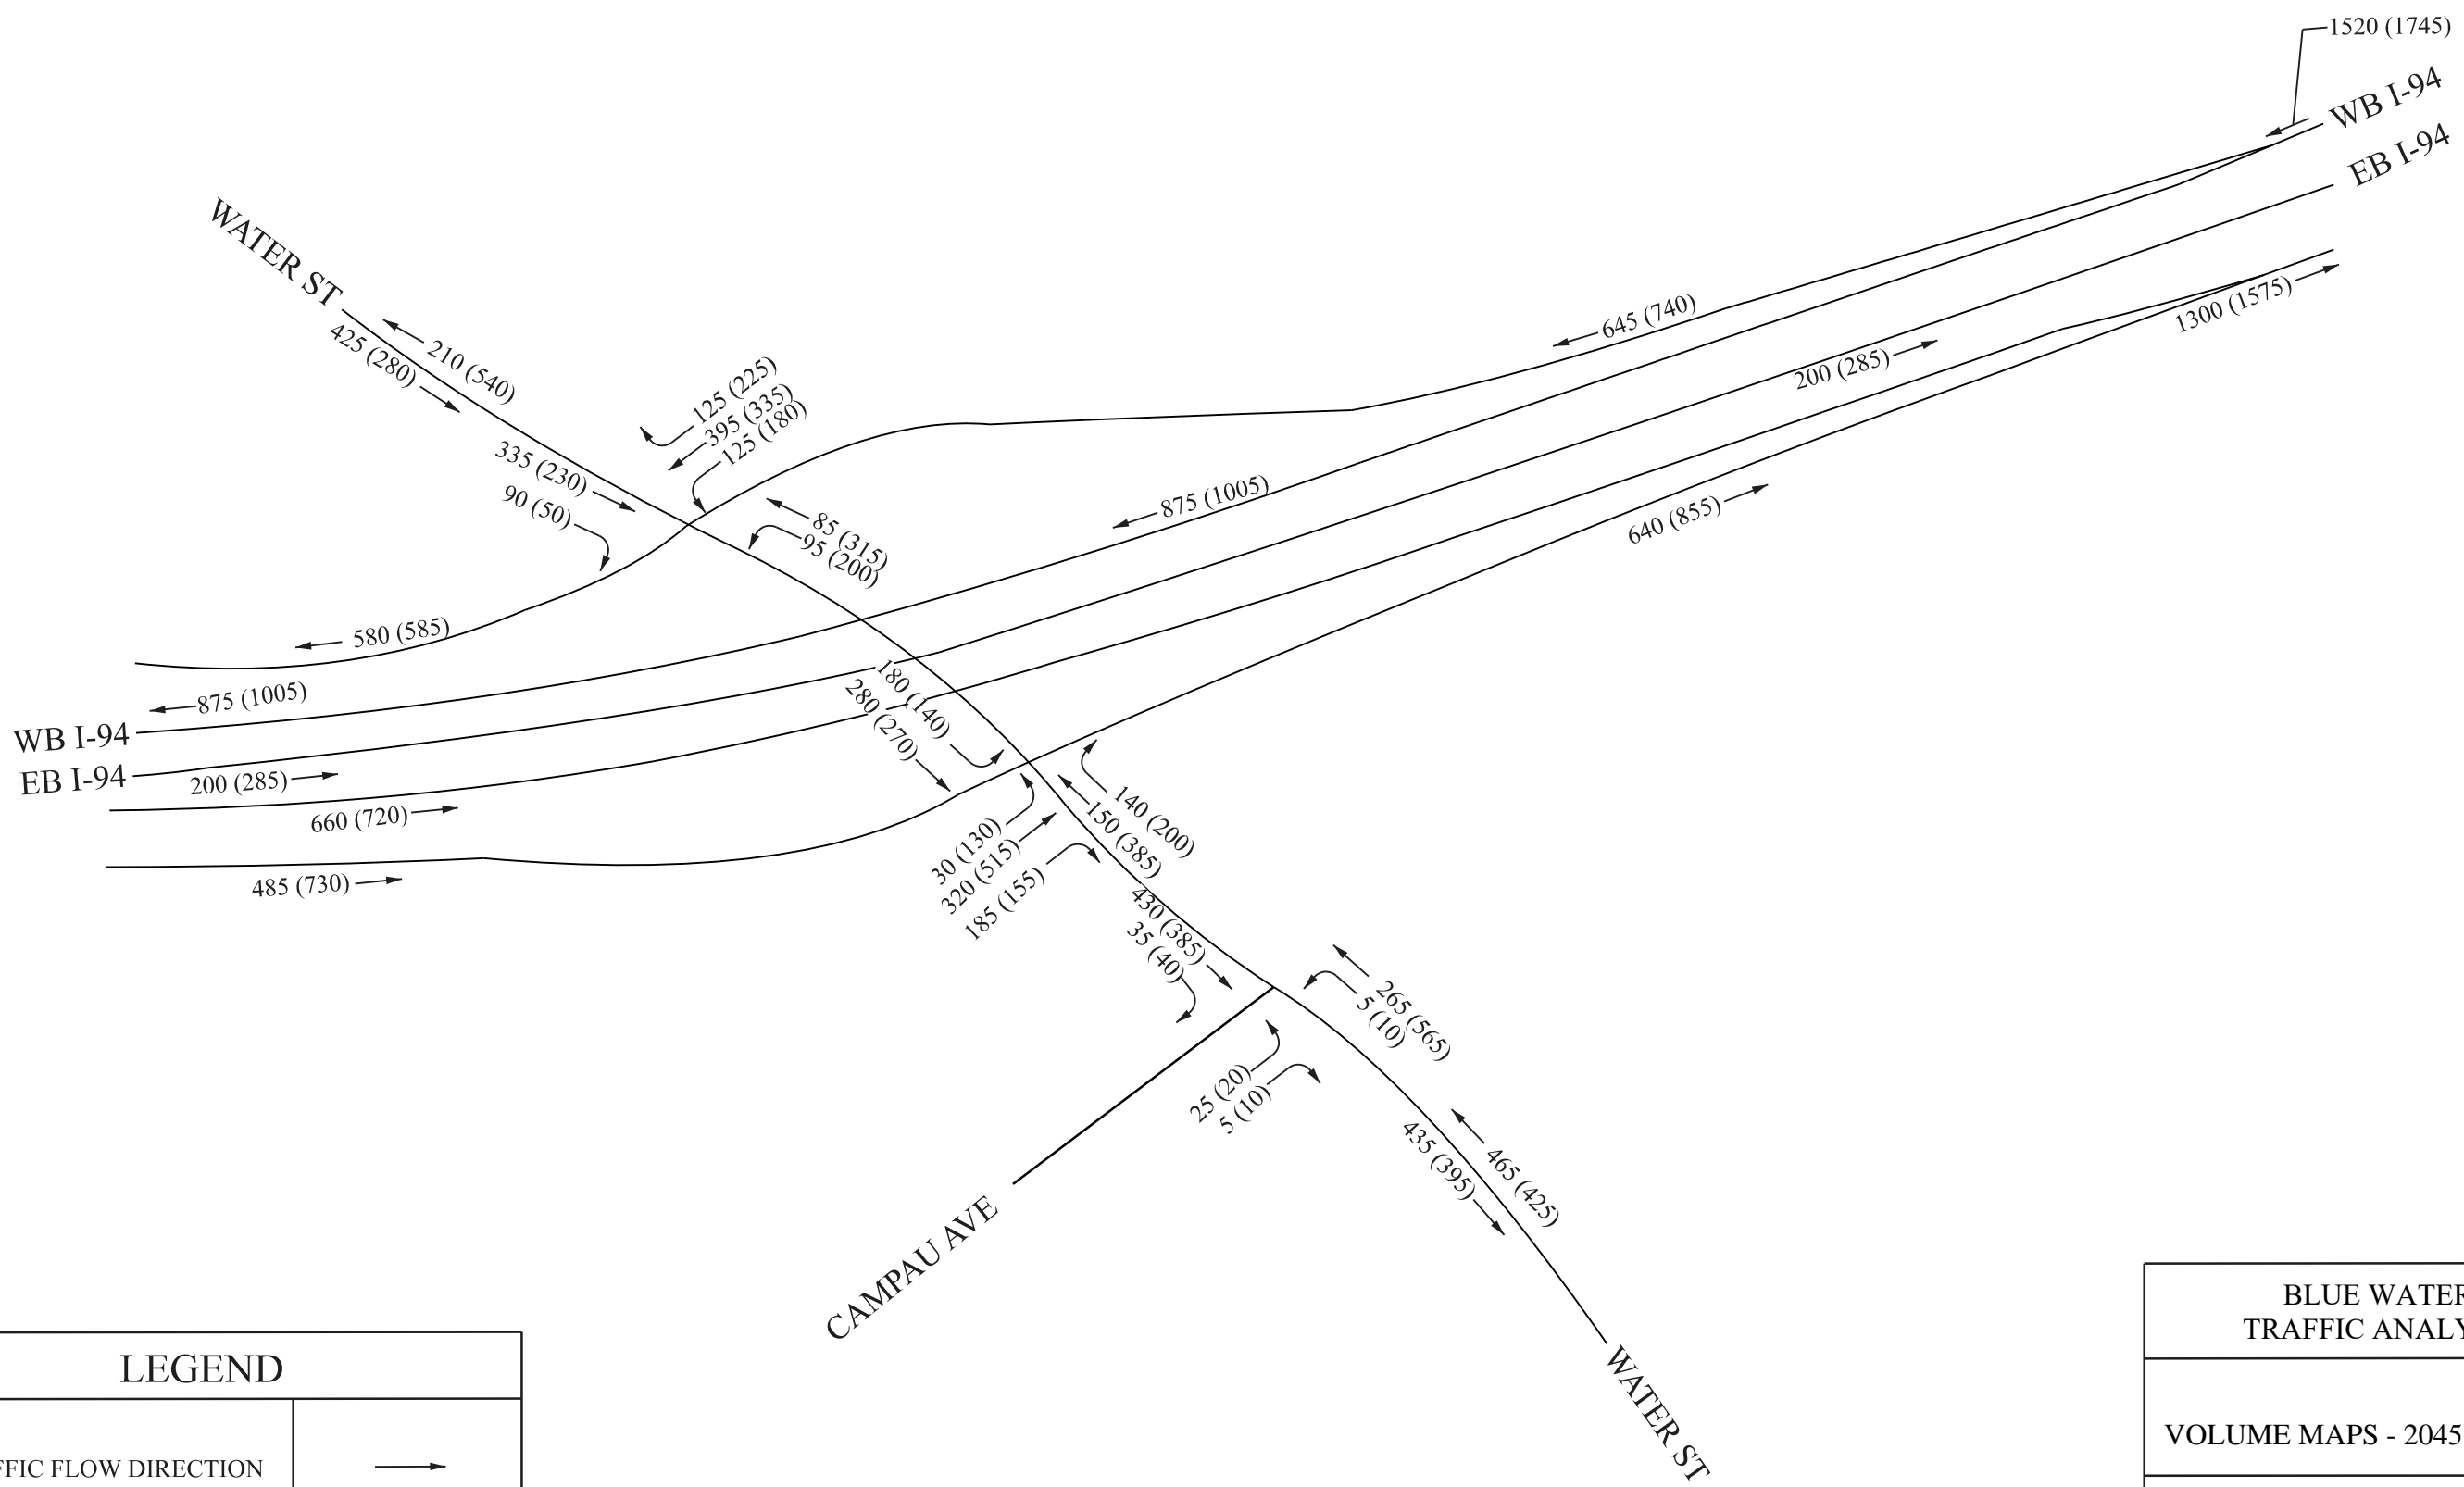 1520 (1745)
WB I-94
EB I-94
WATER ST
210 (540)
425 (280)
645 (740)
1300 (1575)
200 (285)
125 (225)
395 (335)
125 (180)
335 (230)
90 (50)
85 (315)
95 (200)
875 (1005)
640 (855)
580 (585)
875 (1005)
WB I-94
EB I-94
200 (285)
660 (720)
485 (730)
180 (140)
280 (270)
140 (200)
150 (385)
30 (130)
320 (515)
185 (155)
430 (385)
35 (40)
265 (565)
5 (10)
25 (20)
5 (10)
435 (395)
465 (425)
CAMPAU AVE
WATER ST
LEGEND
FFIC FLOW DIRECTION
BLUE WATER
TRAFFIC ANALY
VOLUME MAPS - 2045